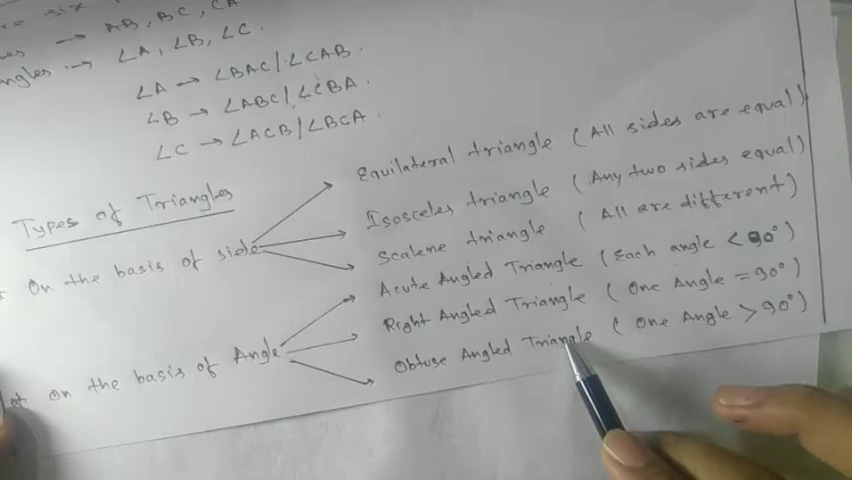 are six
→ AB, BC, CA
angles → ∠A, ∠B, ∠C.
∠A → ∠BAC / ∠CAB.
∠B → ∠ABC / ∠CBA.
∠C → ∠ACB / ∠BCA.
Types of Triangles
On the basis of side
Equilateral triangle (All sides are equal)
Isosceles triangle (Any two sides equal)
Scalene triangle (All are different)
On the basis of Angle
Acute Angled Triangle (Each angle < 90°)
Right Angled Triangle (One Angle = 90°)
Obtuse Angled Triangle (One Angle > 90°)